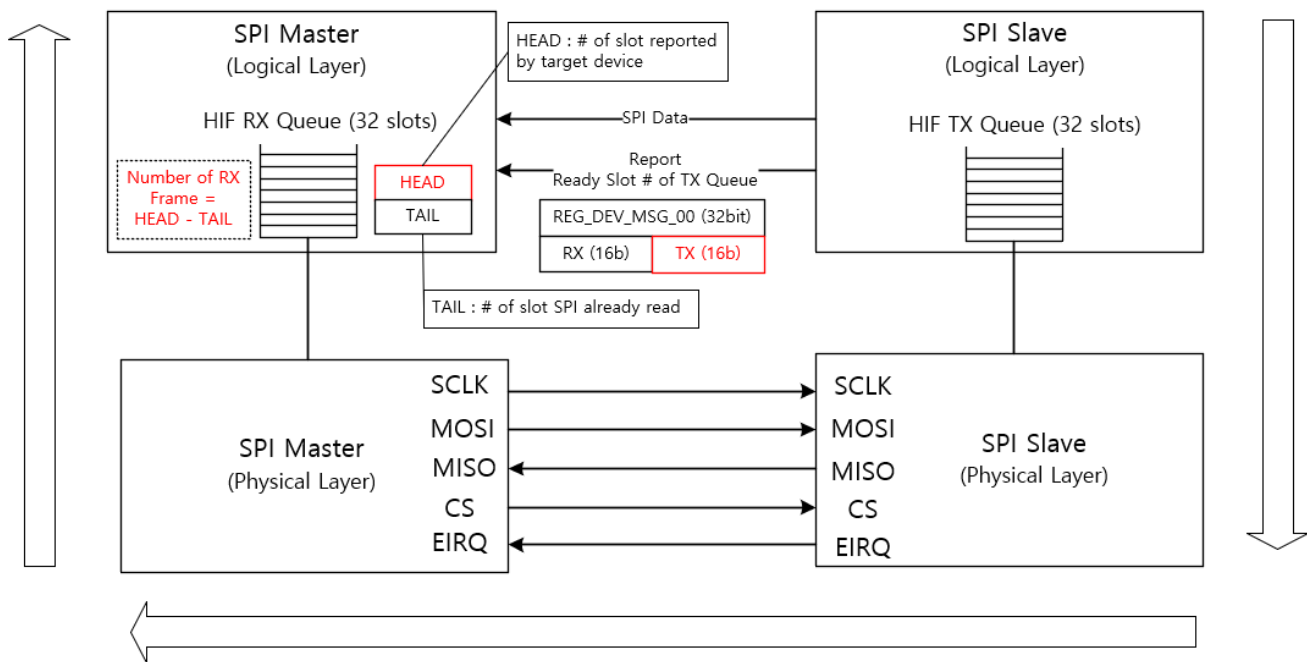 SPI Master
(Logical Layer)
HIF RX Queue (32 slots)
Number of RX
Frame =
HEAD - TAIL
HEAD
TAIL
HEAD : # of slot reported
by target device
SPI Data
Report
Ready Slot # of TX Queue
REG_DEV_MSG_00 (32bit)
RX (16b)
TX (16b)
TAIL : # of slot SPI already read
SPI Slave
(Logical Layer)
HIF TX Queue (32 slots)
SPI Master
(Physical Layer)
SCLK
MOSI
MISO
CS
EIRQ
SCLK
MOSI
MISO
CS
EIRQ
SPI Slave
(Physical Layer)